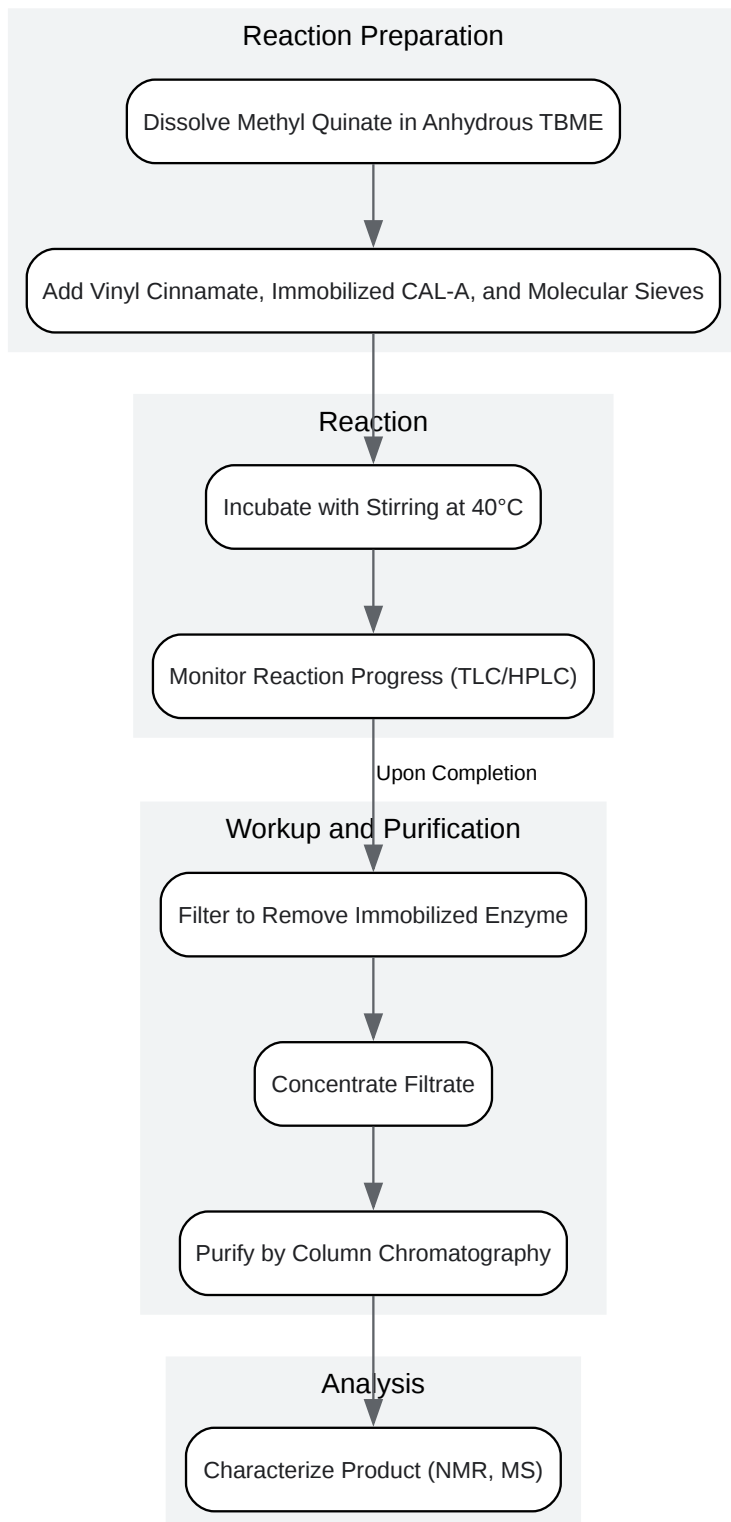 Reaction Preparation
Dissolve Methyl Quinate in Anhydrous TBME
Add Vinyl Cinnamate, Immobilized CAL-A, and Molecular Sieves
Reaction
Incubate with Stirring at 40°C
Monitor Reaction Progress (TLC/HPLC)
Upon Completion
Workup and Purification
Filter to Remove Immobilized Enzyme
Concentrate Filtrate
Purify by Column Chromatography
Analysis
Characterize Product (NMR, MS)